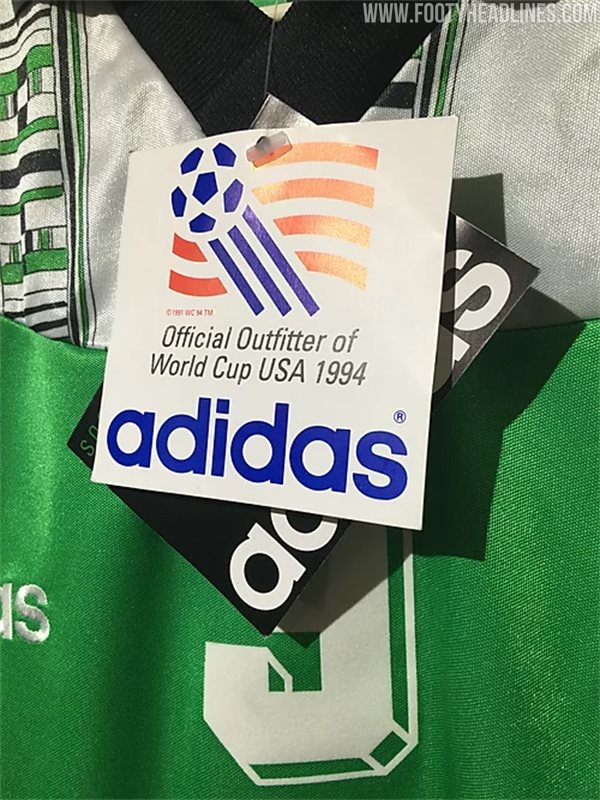 WWW.FOOTYHEADLINES.COM
©1991 WC 94 TM
Official Outfitter of
World Cup USA 1994
adidas®